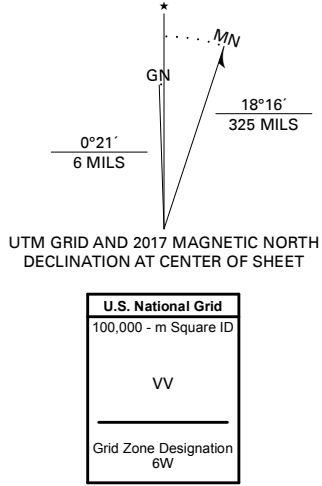 ★
MN
GN
0°21´
6 MILS
18°16´
325 MILS
UTM GRID AND 2017 MAGNETIC NORTH
DECLINATION AT CENTER OF SHEET
U.S. National Grid
100,000 - m Square ID
VV
Grid Zone Designation
6W